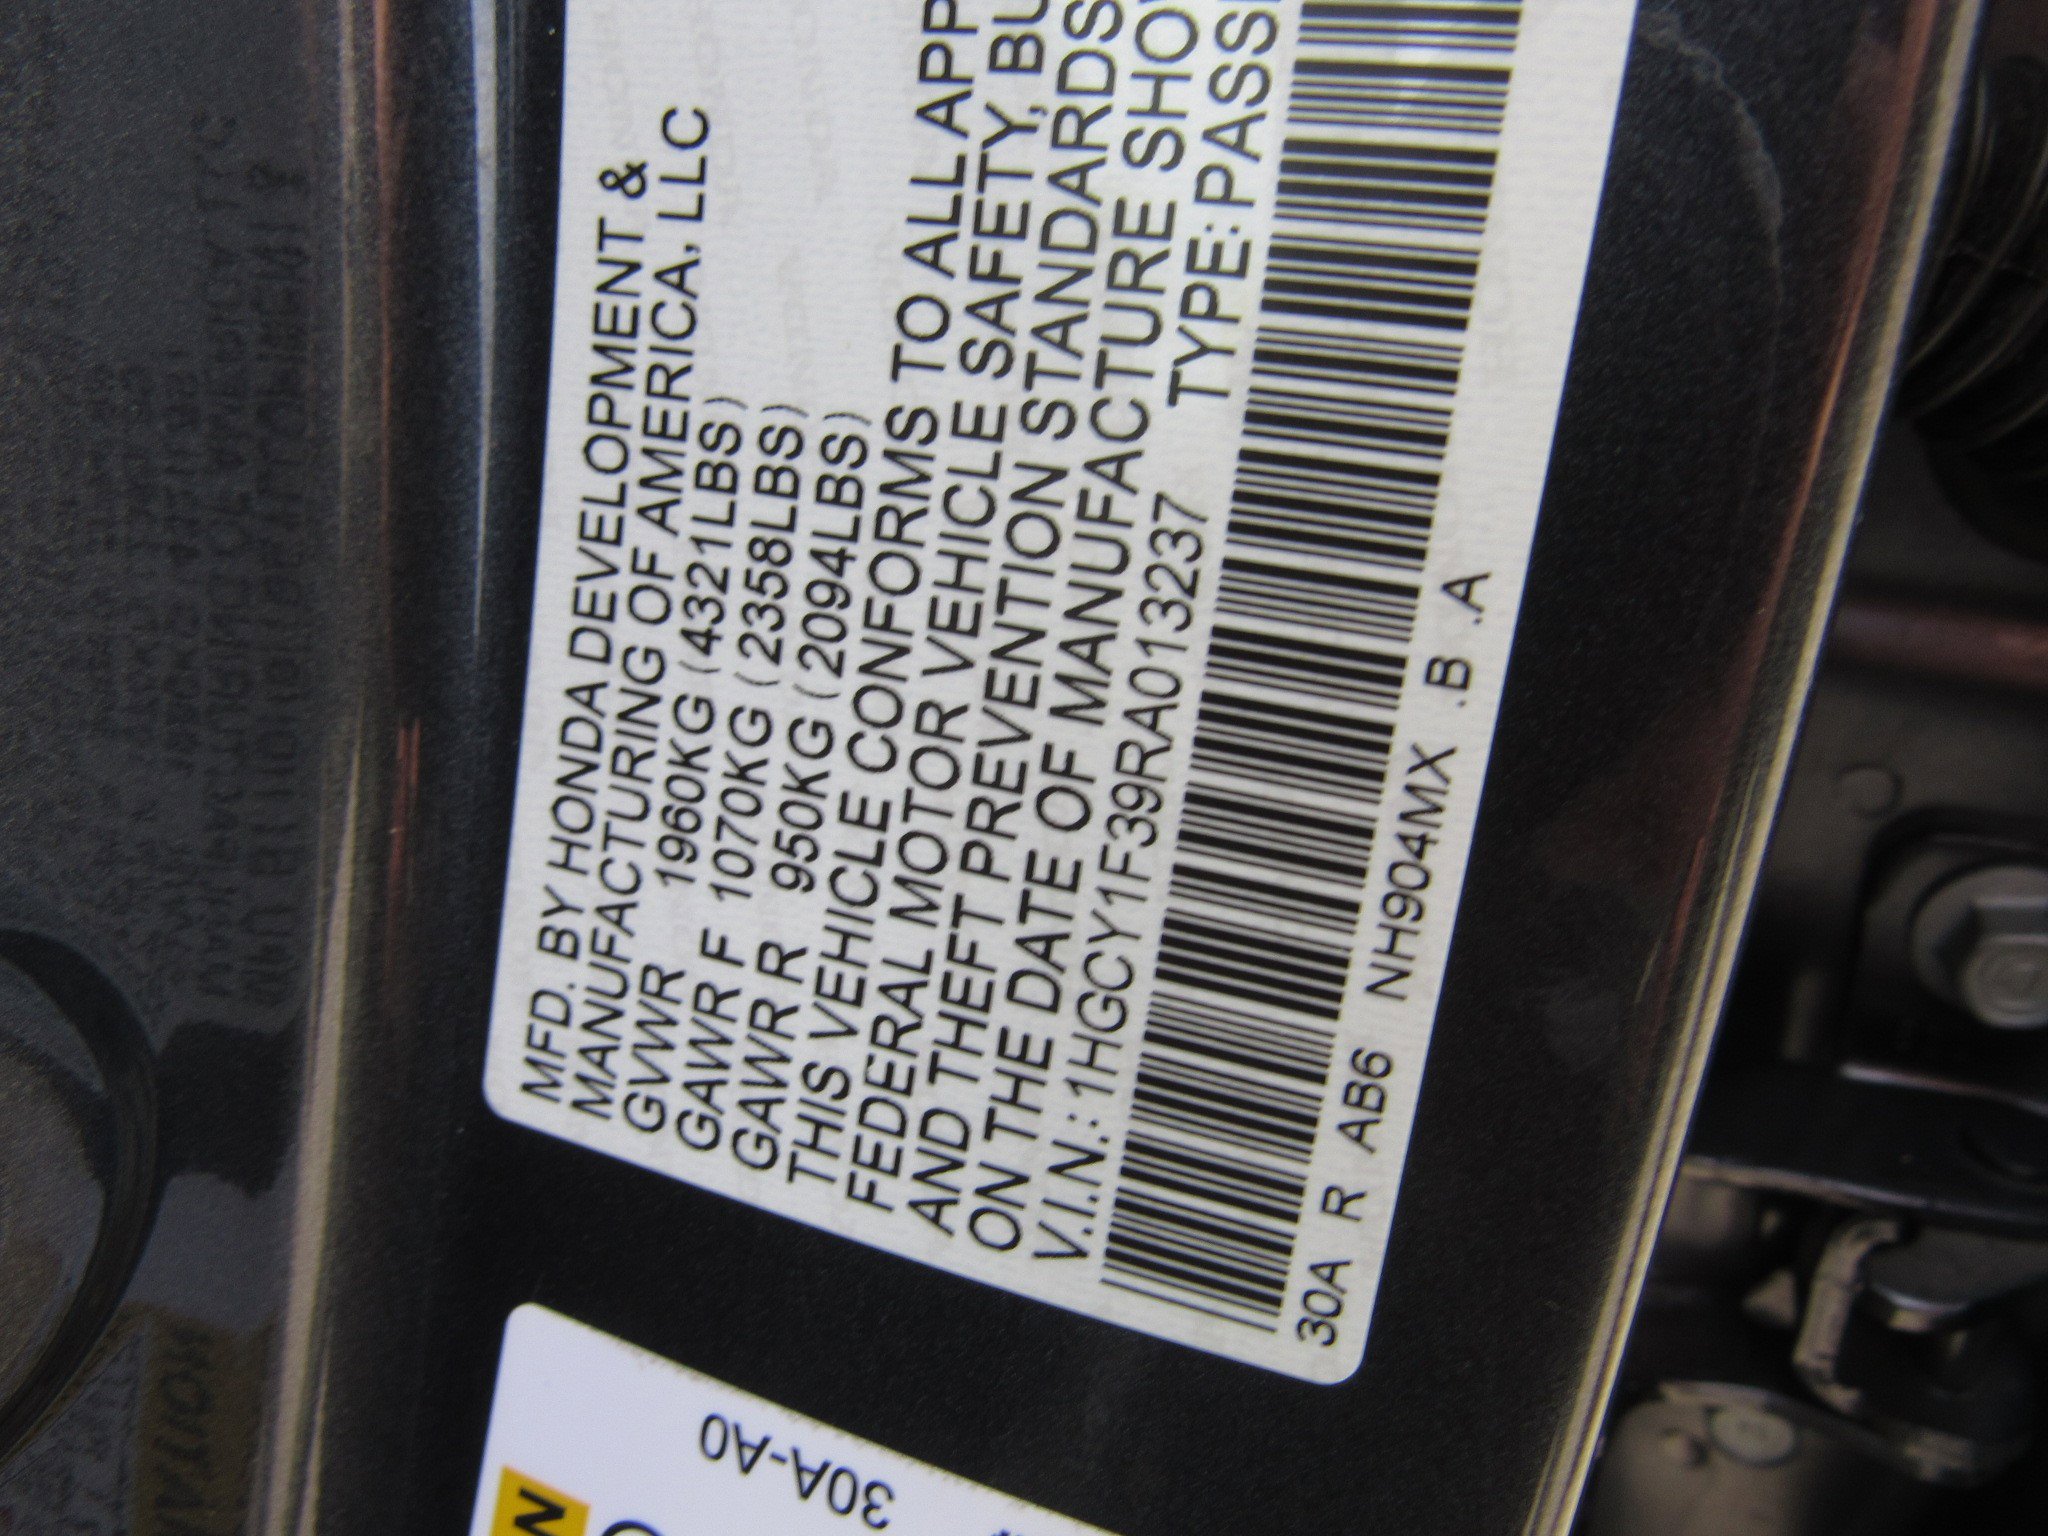 MFD. BY HONDA DEVELOPMENT &
MANUFACTURING OF AMERICA, LLC
GVWR 1960KG (4321LBS)
GAWR F 1070KG (2358LBS)
GAWR R 950KG (2094LBS)
THIS VEHICLE CONFORMS TO ALL APP
FEDERAL MOTOR VEHICLE SAFETY, BU
AND THEFT PREVENTION STANDARDS
ON THE DATE OF MANUFACTURE SHO
V.I.N.:1HGCY1F39RA013237 TYPE:PASS
30A R AB6 NH904MX .B .A
30A-A0